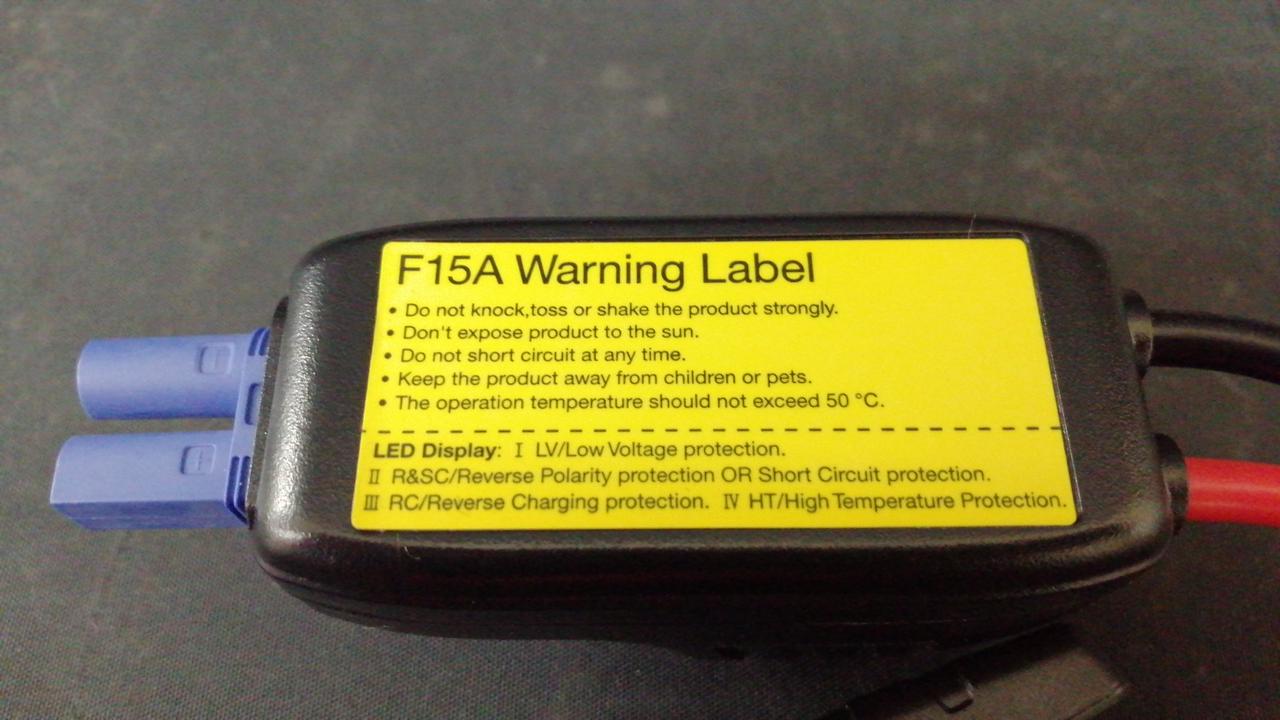 F15A Warning Label
• Do not knock,toss or shake the product strongly.
• Don't expose product to the sun.
• Do not short circuit at any time.
• Keep the product away from children or pets.
• The operation temperature should not exceed 50 °C.
LED Display: Ⅰ LV/Low Voltage protection.
Ⅱ R&SC/Reverse Polarity protection OR Short Circuit protection.
Ⅲ RC/Reverse Charging protection. Ⅳ HT/High Temperature Protection.